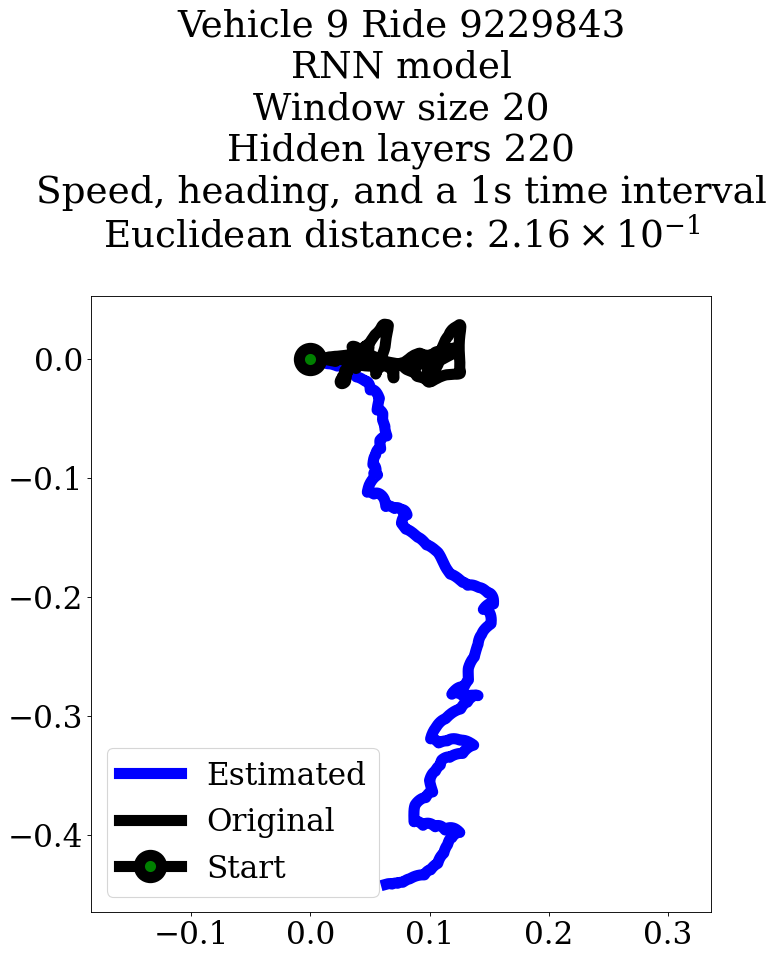 Vehicle 9 Ride 9229843
RNN model
Window size 20
Hidden layers 220
Speed, heading, and a 1s time interval
Euclidean distance: 2.16 × 10⁻¹
0.0
−0.1
−0.2
−0.3
−0.4
Estimated
Original
Start
−0.1 0.0 0.1 0.2 0.3